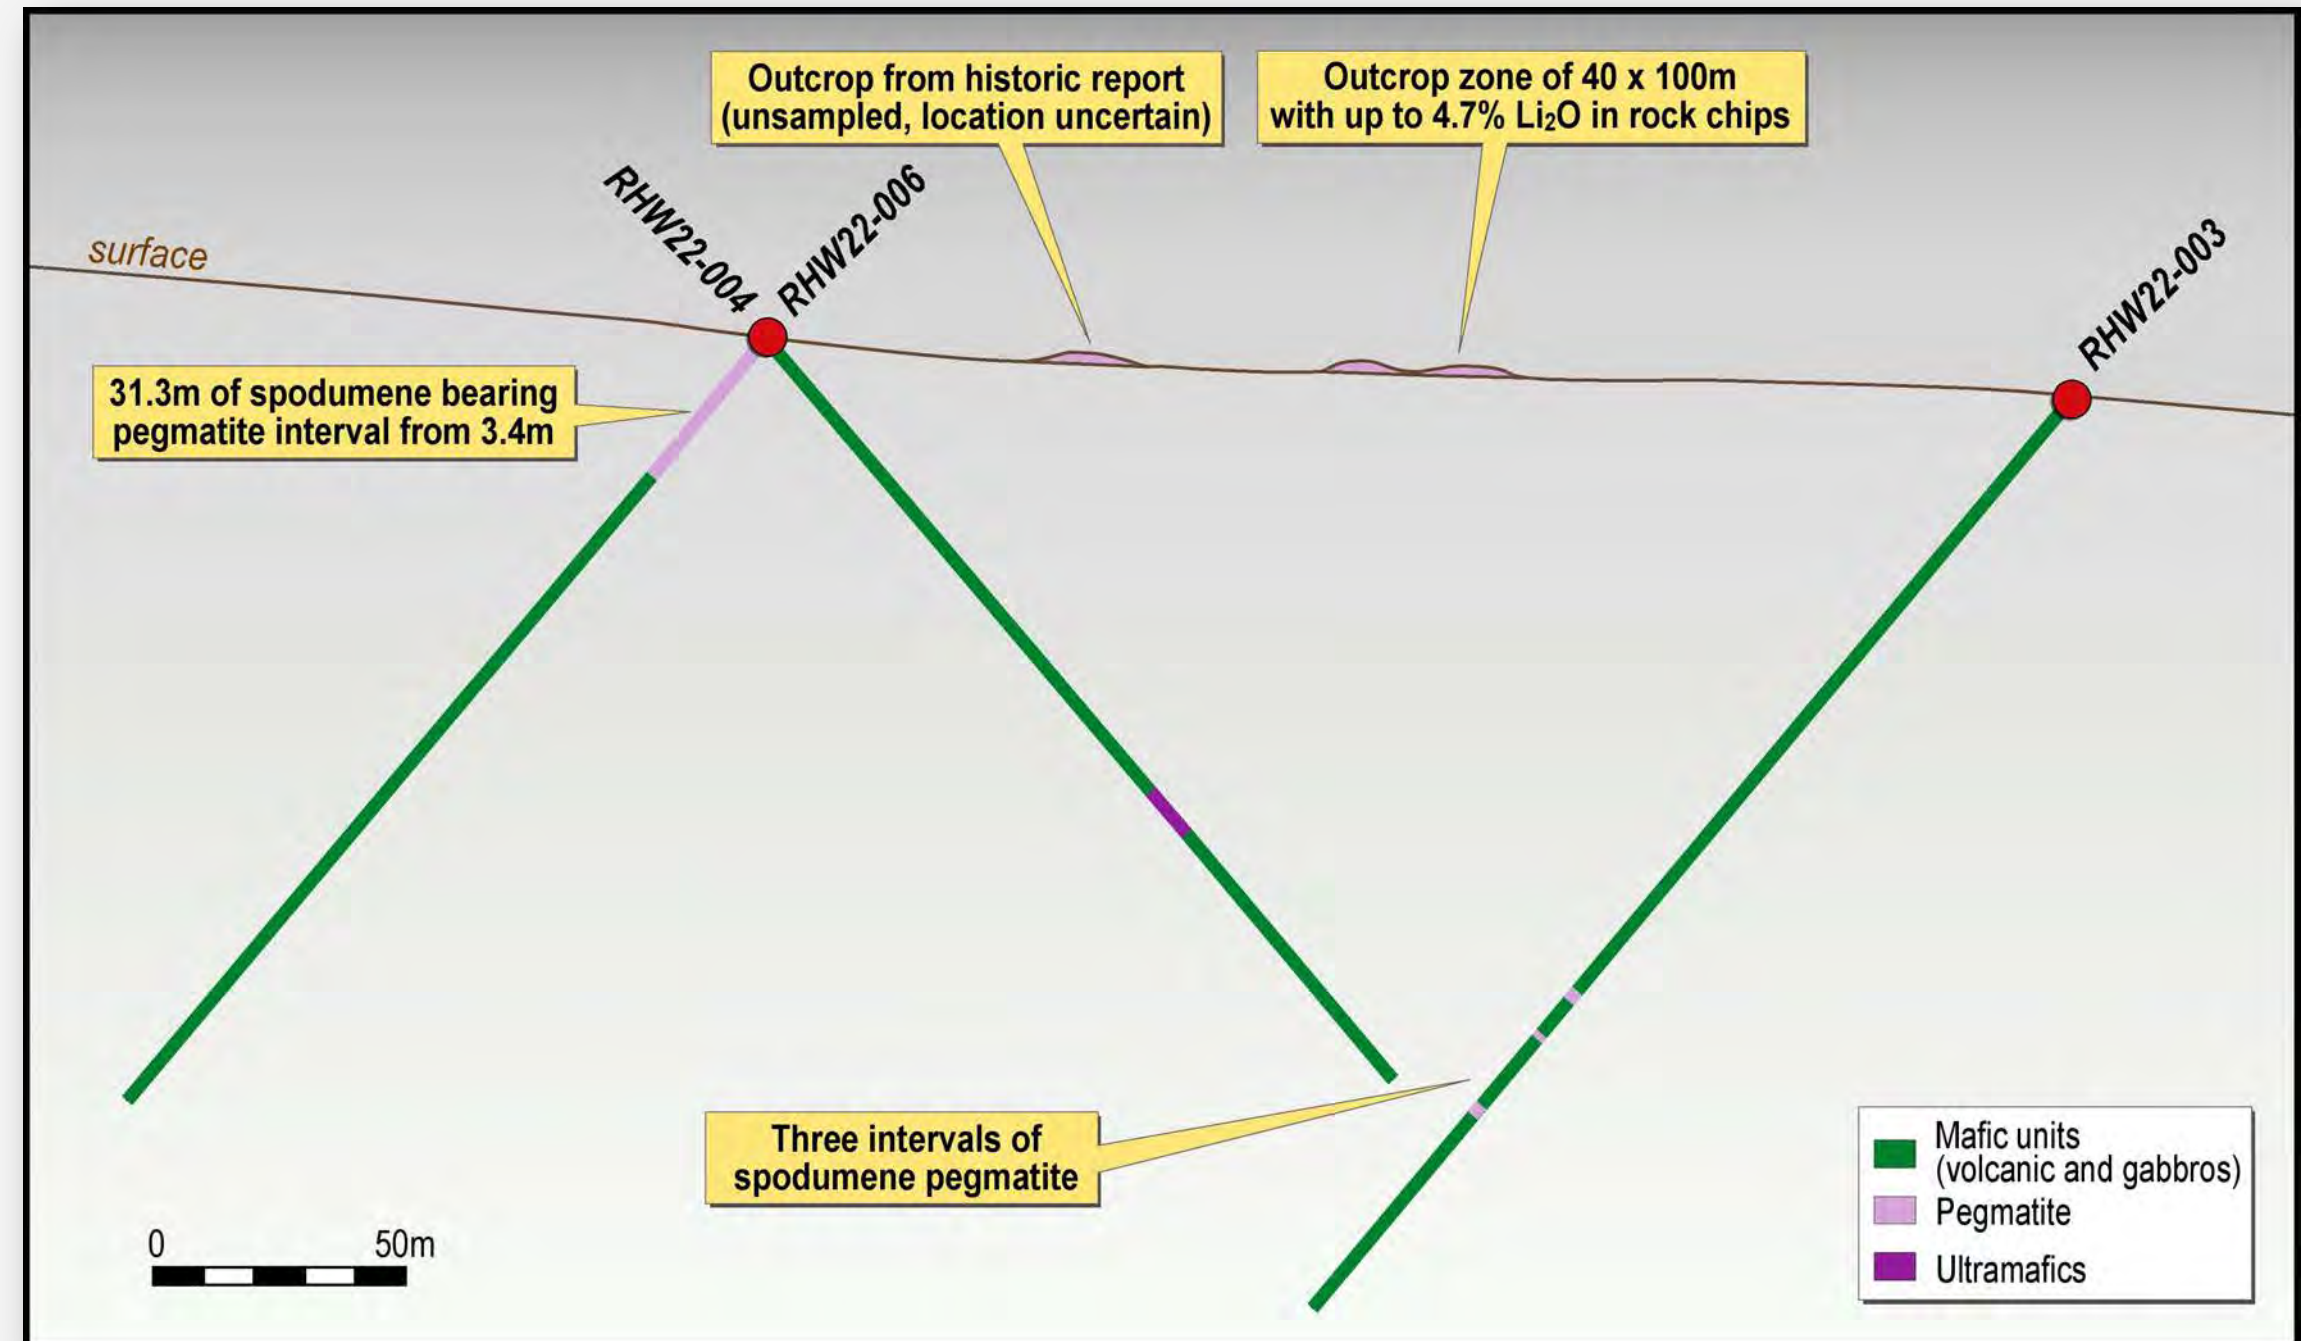 Outcrop from historic report
(unsampled, location uncertain)
Outcrop zone of 40 x 100m
with up to 4.7% Li₂O in rock chips
RHW22-004
RHW22-006
RHW22-003
surface
31.3m of spodumene bearing
pegmatite interval from 3.4m
Three intervals of
spodumene pegmatite
0 50m
Mafic units
(volcanic and gabbros)
Pegmatite
Ultramafics